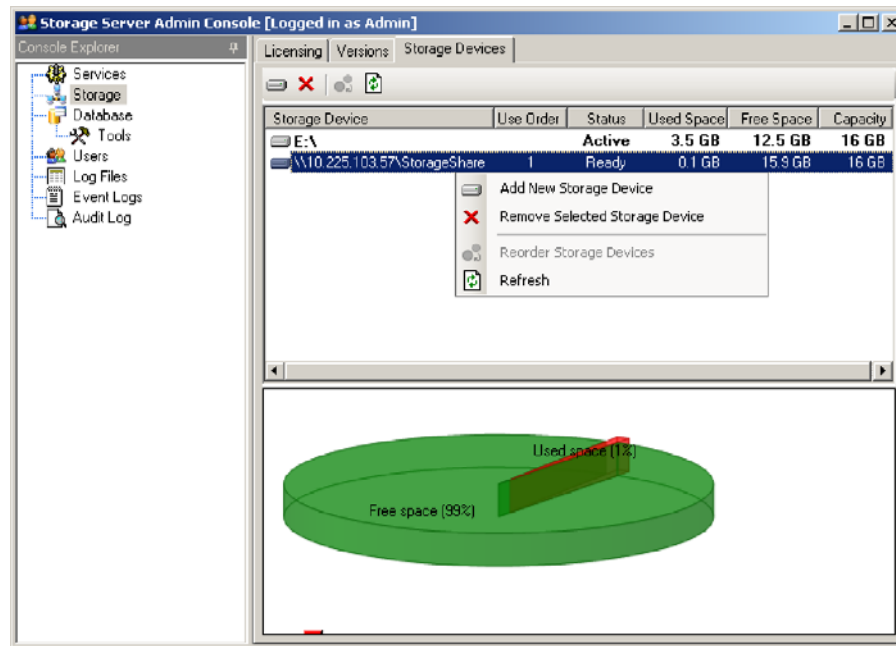 Storage Server Admin Console [Logged in as Admin]
Console Explorer
Services
Storage
Database
Tools
Users
Log Files
Event Logs
Audit Log
Licensing Versions Storage Devices
Storage Device Use Order Status Used Space Free Space Capacity
E:\ Active 3.5 GB 12.5 GB 16 GB
\\10.225.103.57\StorageShare 1 Ready 0.1 GB 15.9 GB 16 GB
Add New Storage Device
Remove Selected Storage Device
Reorder Storage Devices
Refresh
Used space (1%)
Free space (99%)